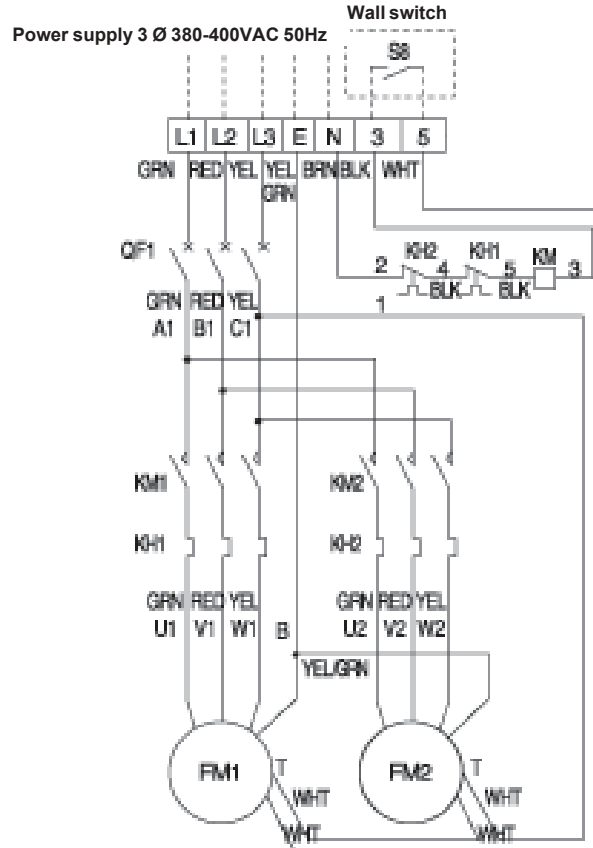 Wall switch
Power supply 3 Ø 380-400VAC 50Hz
S8
L1 L2 L3 E N 3 5
GRN RED YEL YEL BRN BLK WHT
GRN
QF1
KH2 KH1 KM
2 4 5 3
BLK BLK
GRN RED YEL
1
A1 B1 C1
KM1 KM2
KH1 KH2
GRN RED YEL GRN RED YEL
U1 V1 W1 B U2 V2 W2
YEL/GRN
FM1 T FM2 T
WHT WHT
WHT WHT